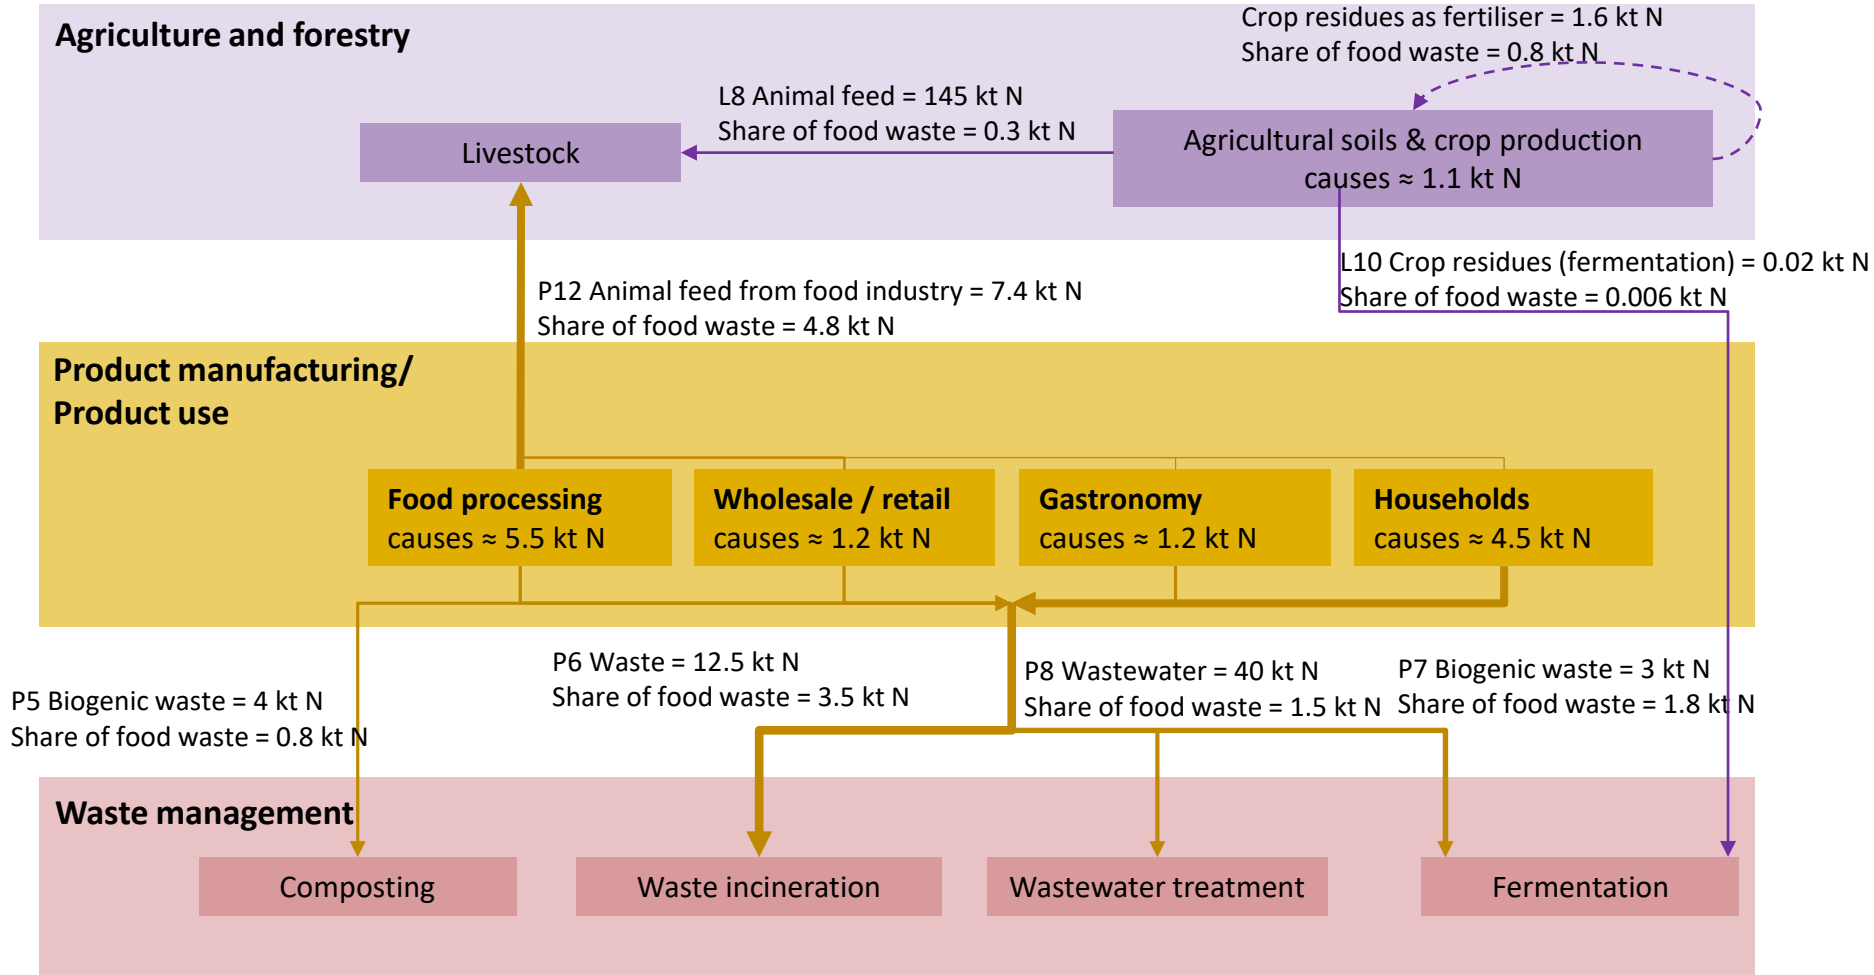 Agriculture and forestry
Crop residues as fertiliser = 1.6 kt N
Share of food waste = 0.8 kt N
L8 Animal feed = 145 kt N
Share of food waste = 0.3 kt N
Livestock
Agricultural soils & crop production
causes ≈ 1.1 kt N
L10 Crop residues (fermentation) = 0.02 kt N
Share of food waste = 0.006 kt N
P12 Animal feed from food industry = 7.4 kt N
Share of food waste = 4.8 kt N
Product manufacturing/
Product use
Food processing
causes ≈ 5.5 kt N
Wholesale / retail
causes ≈ 1.2 kt N
Gastronomy
causes ≈ 1.2 kt N
Households
causes ≈ 4.5 kt N
P5 Biogenic waste = 4 kt N
Share of food waste = 0.8 kt N
P6 Waste = 12.5 kt N
Share of food waste = 3.5 kt N
P8 Wastewater = 40 kt N
Share of food waste = 1.5 kt N
P7 Biogenic waste = 3 kt N
Share of food waste = 1.8 kt N
Waste management
Composting
Waste incineration
Wastewater treatment
Fermentation